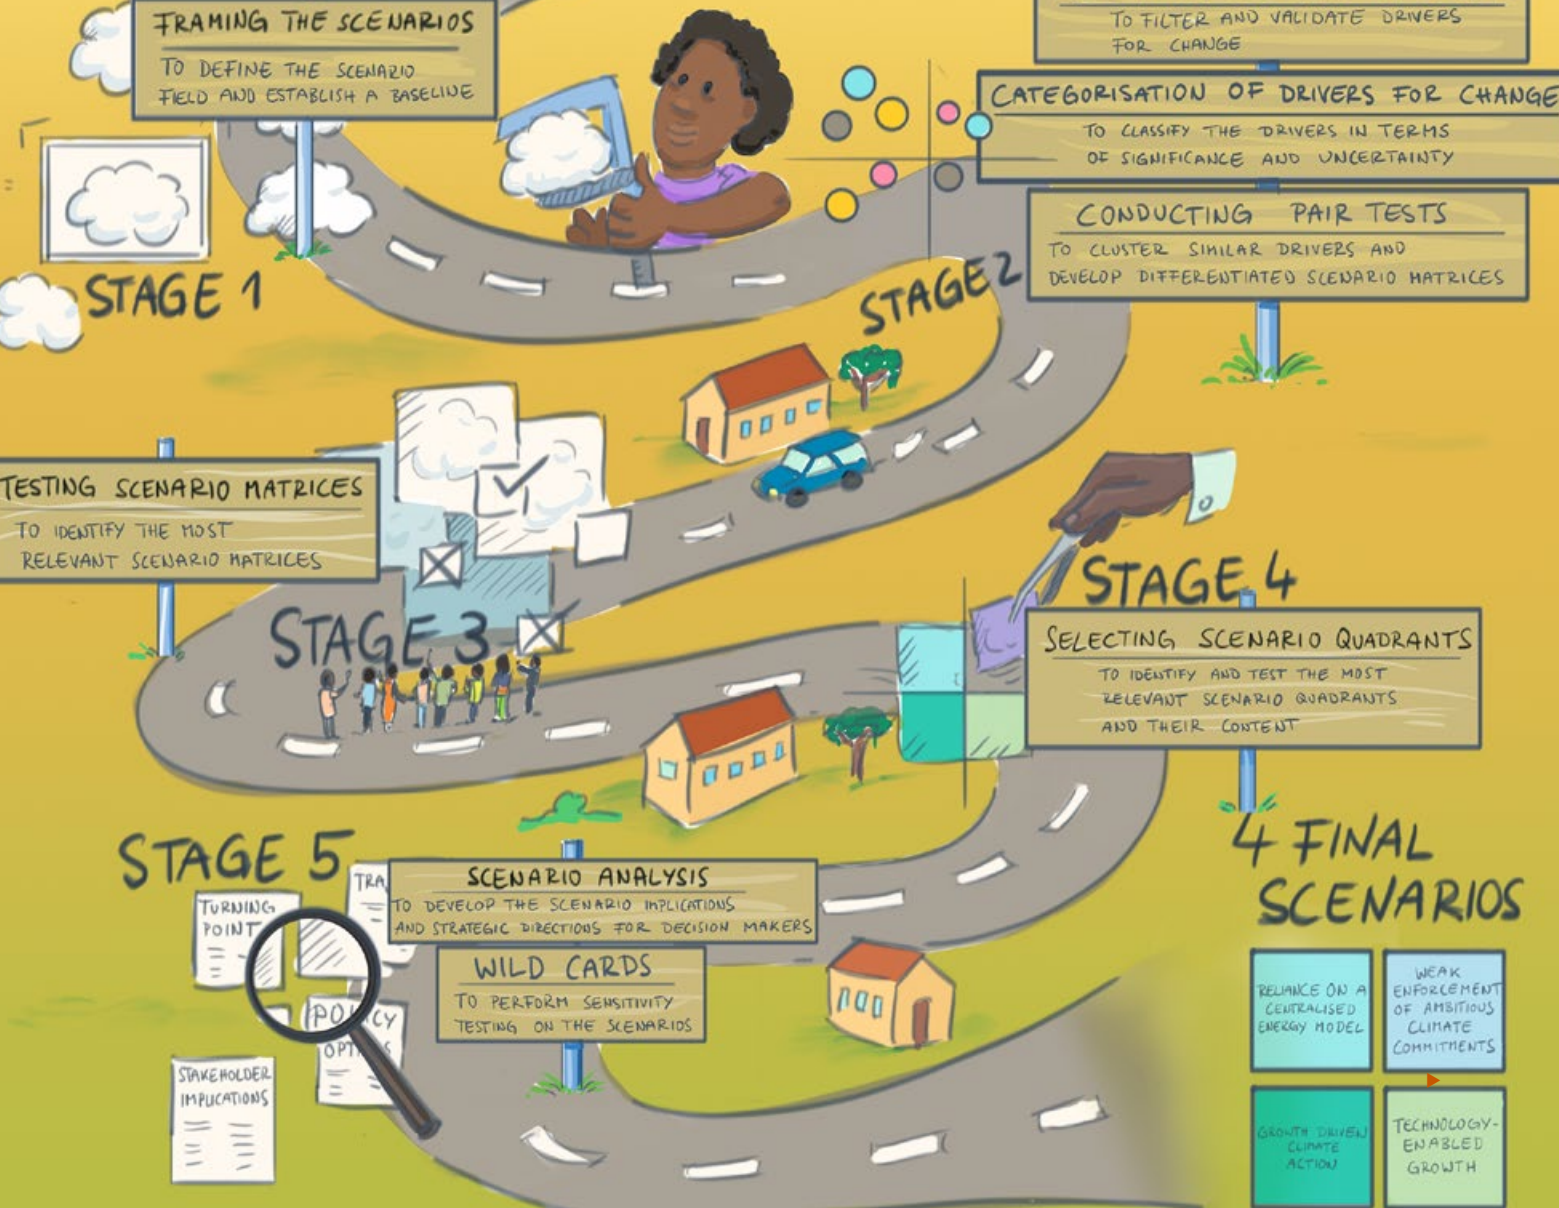 FRAMING THE SCENARIOS
TO DEFINE THE SCENARIO
FIELD AND ESTABLISH A BASELINE
STAGE 1
TO FILTER AND VALIDATE DRIVERS
FOR CHANGE
CATEGORISATION OF DRIVERS FOR CHANGE
TO CLASSIFY THE DRIVERS IN TERMS
OF SIGNIFICANCE AND UNCERTAINTY
CONDUCTING PAIR TESTS
TO CLUSTER SIMILAR DRIVERS AND
DEVELOP DIFFERENTIATED SCENARIO MATRICES
STAGE 2
TESTING SCENARIO MATRICES
TO IDENTIFY THE MOST
RELEVANT SCENARIO MATRICES
STAGE 3
STAGE 4
SELECTING SCENARIO QUADRANTS
TO IDENTIFY AND TEST THE MOST
RELEVANT SCENARIO QUADRANTS
AND THEIR CONTENT
STAGE 5
SCENARIO ANALYSIS
TO DEVELOP THE SCENARIO IMPLICATIONS
AND STRATEGIC DIRECTIONS FOR DECISION MAKERS
WILD CARDS
TO PERFORM SENSITIVITY
TESTING ON THE SCENARIOS
TURNING
POINT
TRA
POLICY
STAKEHOLDER
IMPLICATIONS
4 FINAL
SCENARIOS
RELIANCE ON A
CENTRALISED
ENERGY MODEL
WEAK
ENFORCEMENT
OF AMBITIOUS
CLIMATE
COMMITMENTS
GROWTH DRIVEN
CLIMATE
ACTION
TECHNOLOGY-
ENABLED
GROWTH